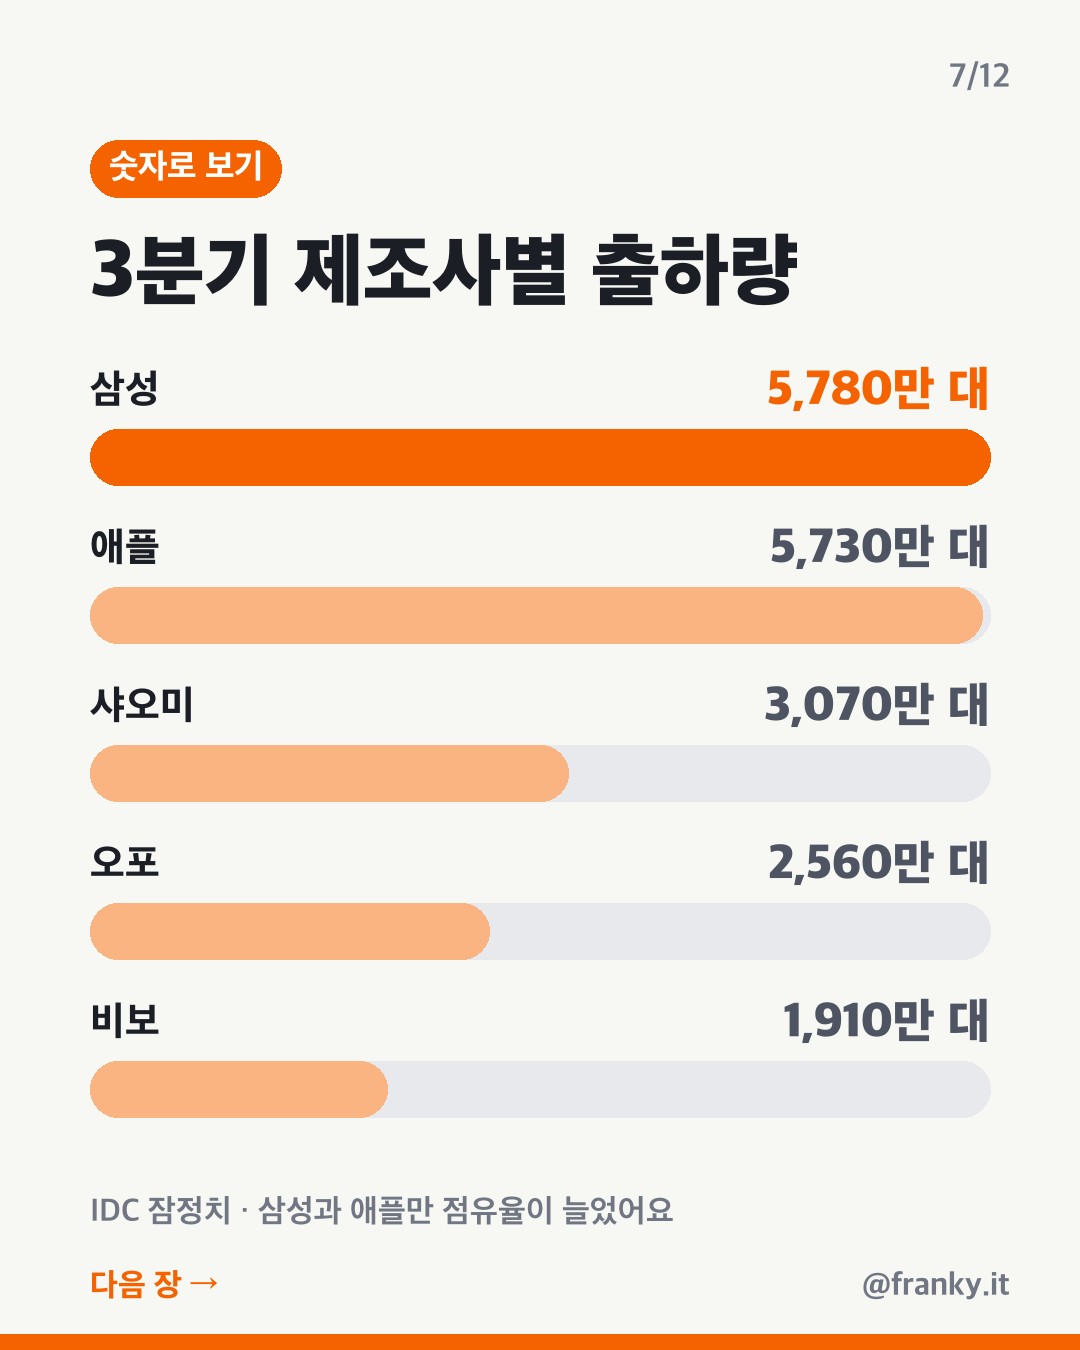 7/12
숫자로 보기
3분기 제조사별 출하량
삼성 5,780만 대
애플 5,730만 대
샤오미 3,070만 대
오포 2,560만 대
비보 1,910만 대
IDC 잠정치 · 삼성과 애플만 점유율이 늘었어요
다음 장 → @franky.it